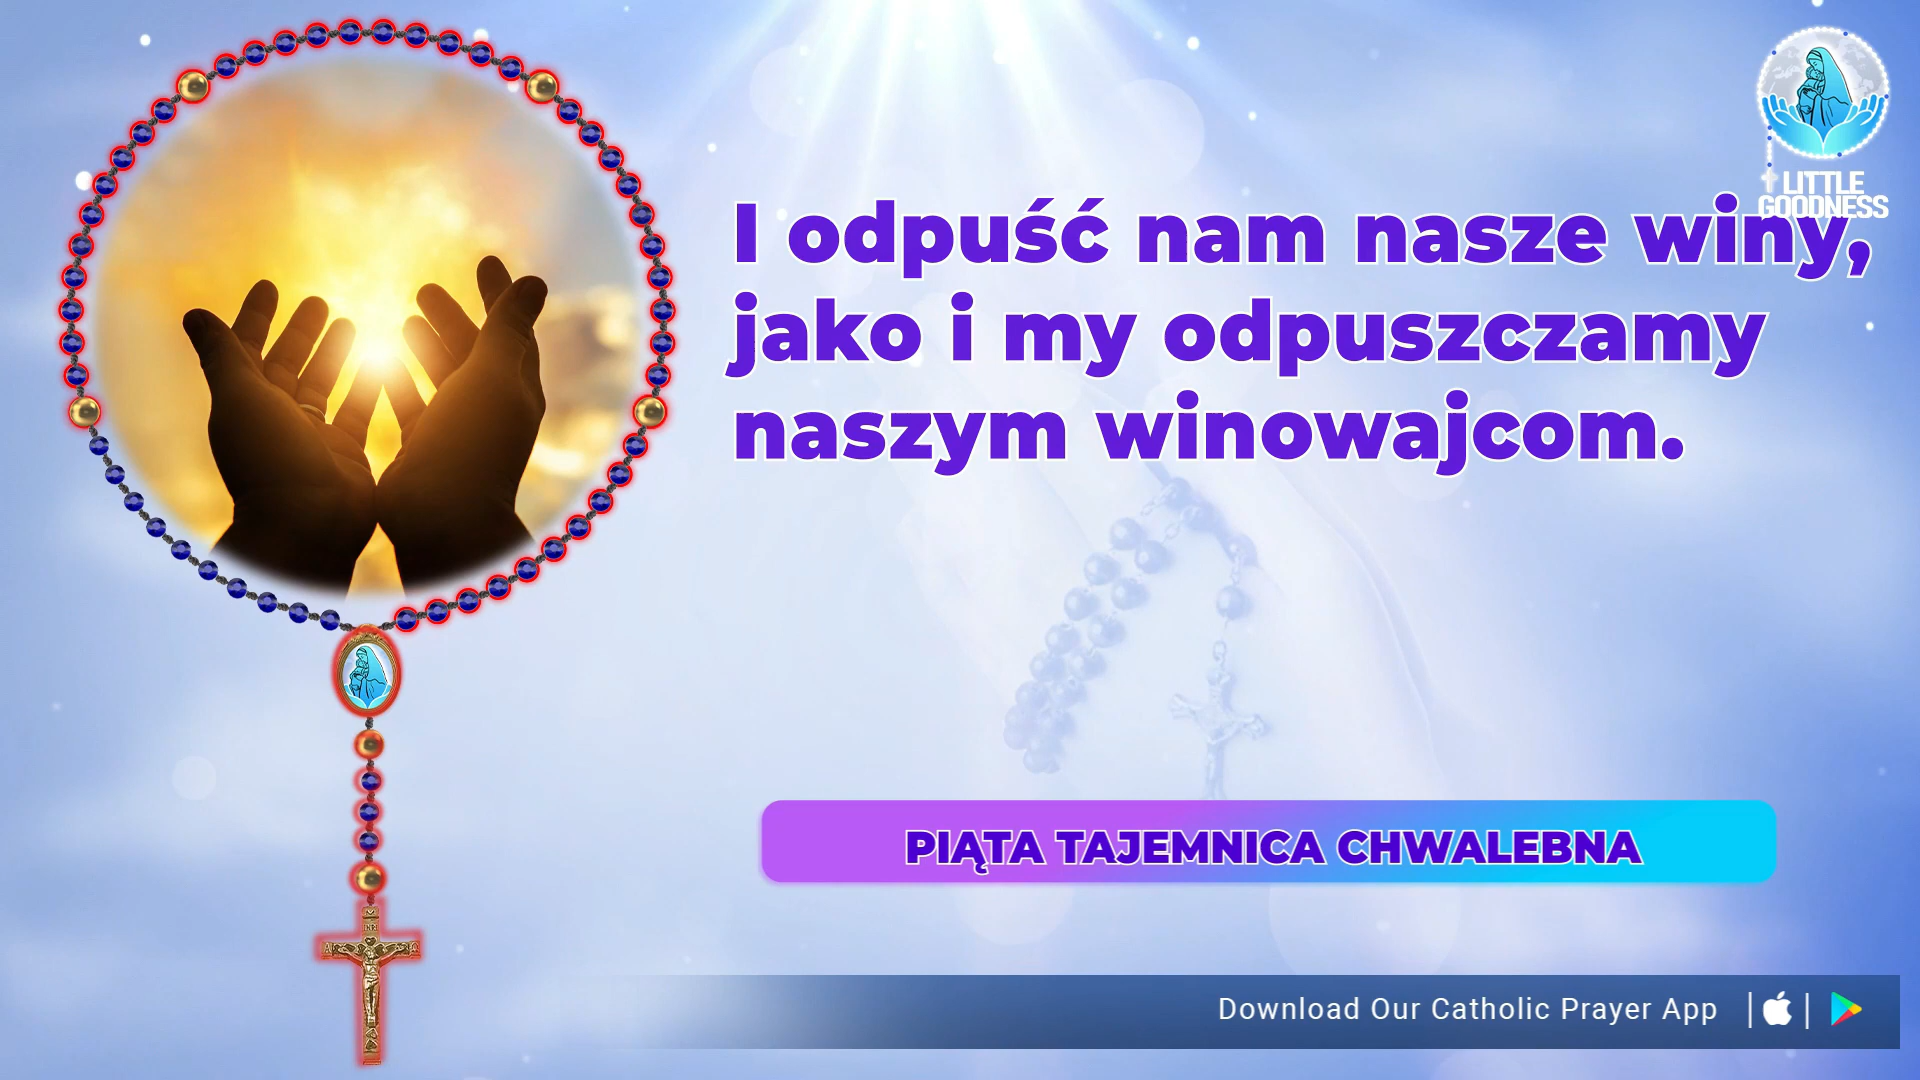 LITTLE
GOODNESS
I odpuść nam nasze winy,
jako i my odpuszczamy
naszym winowajcom.
PIĄTA TAJEMNICA CHWALEBNA
INRI
Download Our Catholic Prayer App